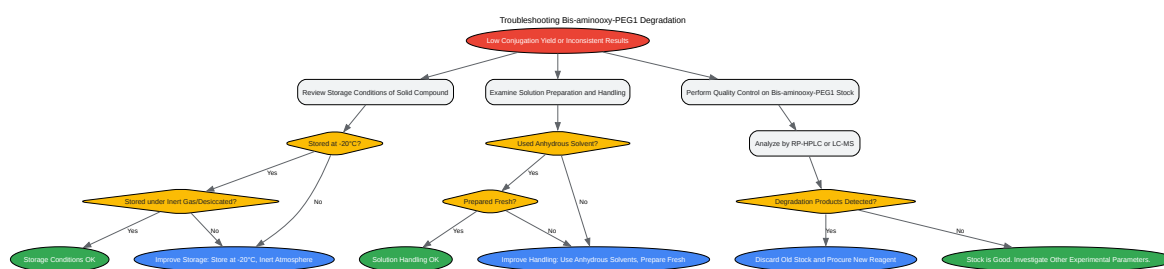 Troubleshooting Bis-aminooxy-PEG1 Degradation
Low Conjugation Yield or Inconsistent Results
Review Storage Conditions of Solid Compound
Examine Solution Preparation and Handling
Perform Quality Control on Bis-aminooxy-PEG1 Stock
Stored at -20°C?
Used Anhydrous Solvent?
Analyze by RP-HPLC or LC-MS
Yes
No
Yes
No
Stored under Inert Gas/Desiccated?
Prepared Fresh?
Degradation Products Detected?
Yes
No
Yes
No
Yes
No
Storage Conditions OK
Improve Storage: Store at -20°C, Inert Atmosphere
Solution Handling OK
Improve Handling: Use Anhydrous Solvents, Prepare Fresh
Discard Old Stock and Procure New Reagent
Stock is Good. Investigate Other Experimental Parameters.